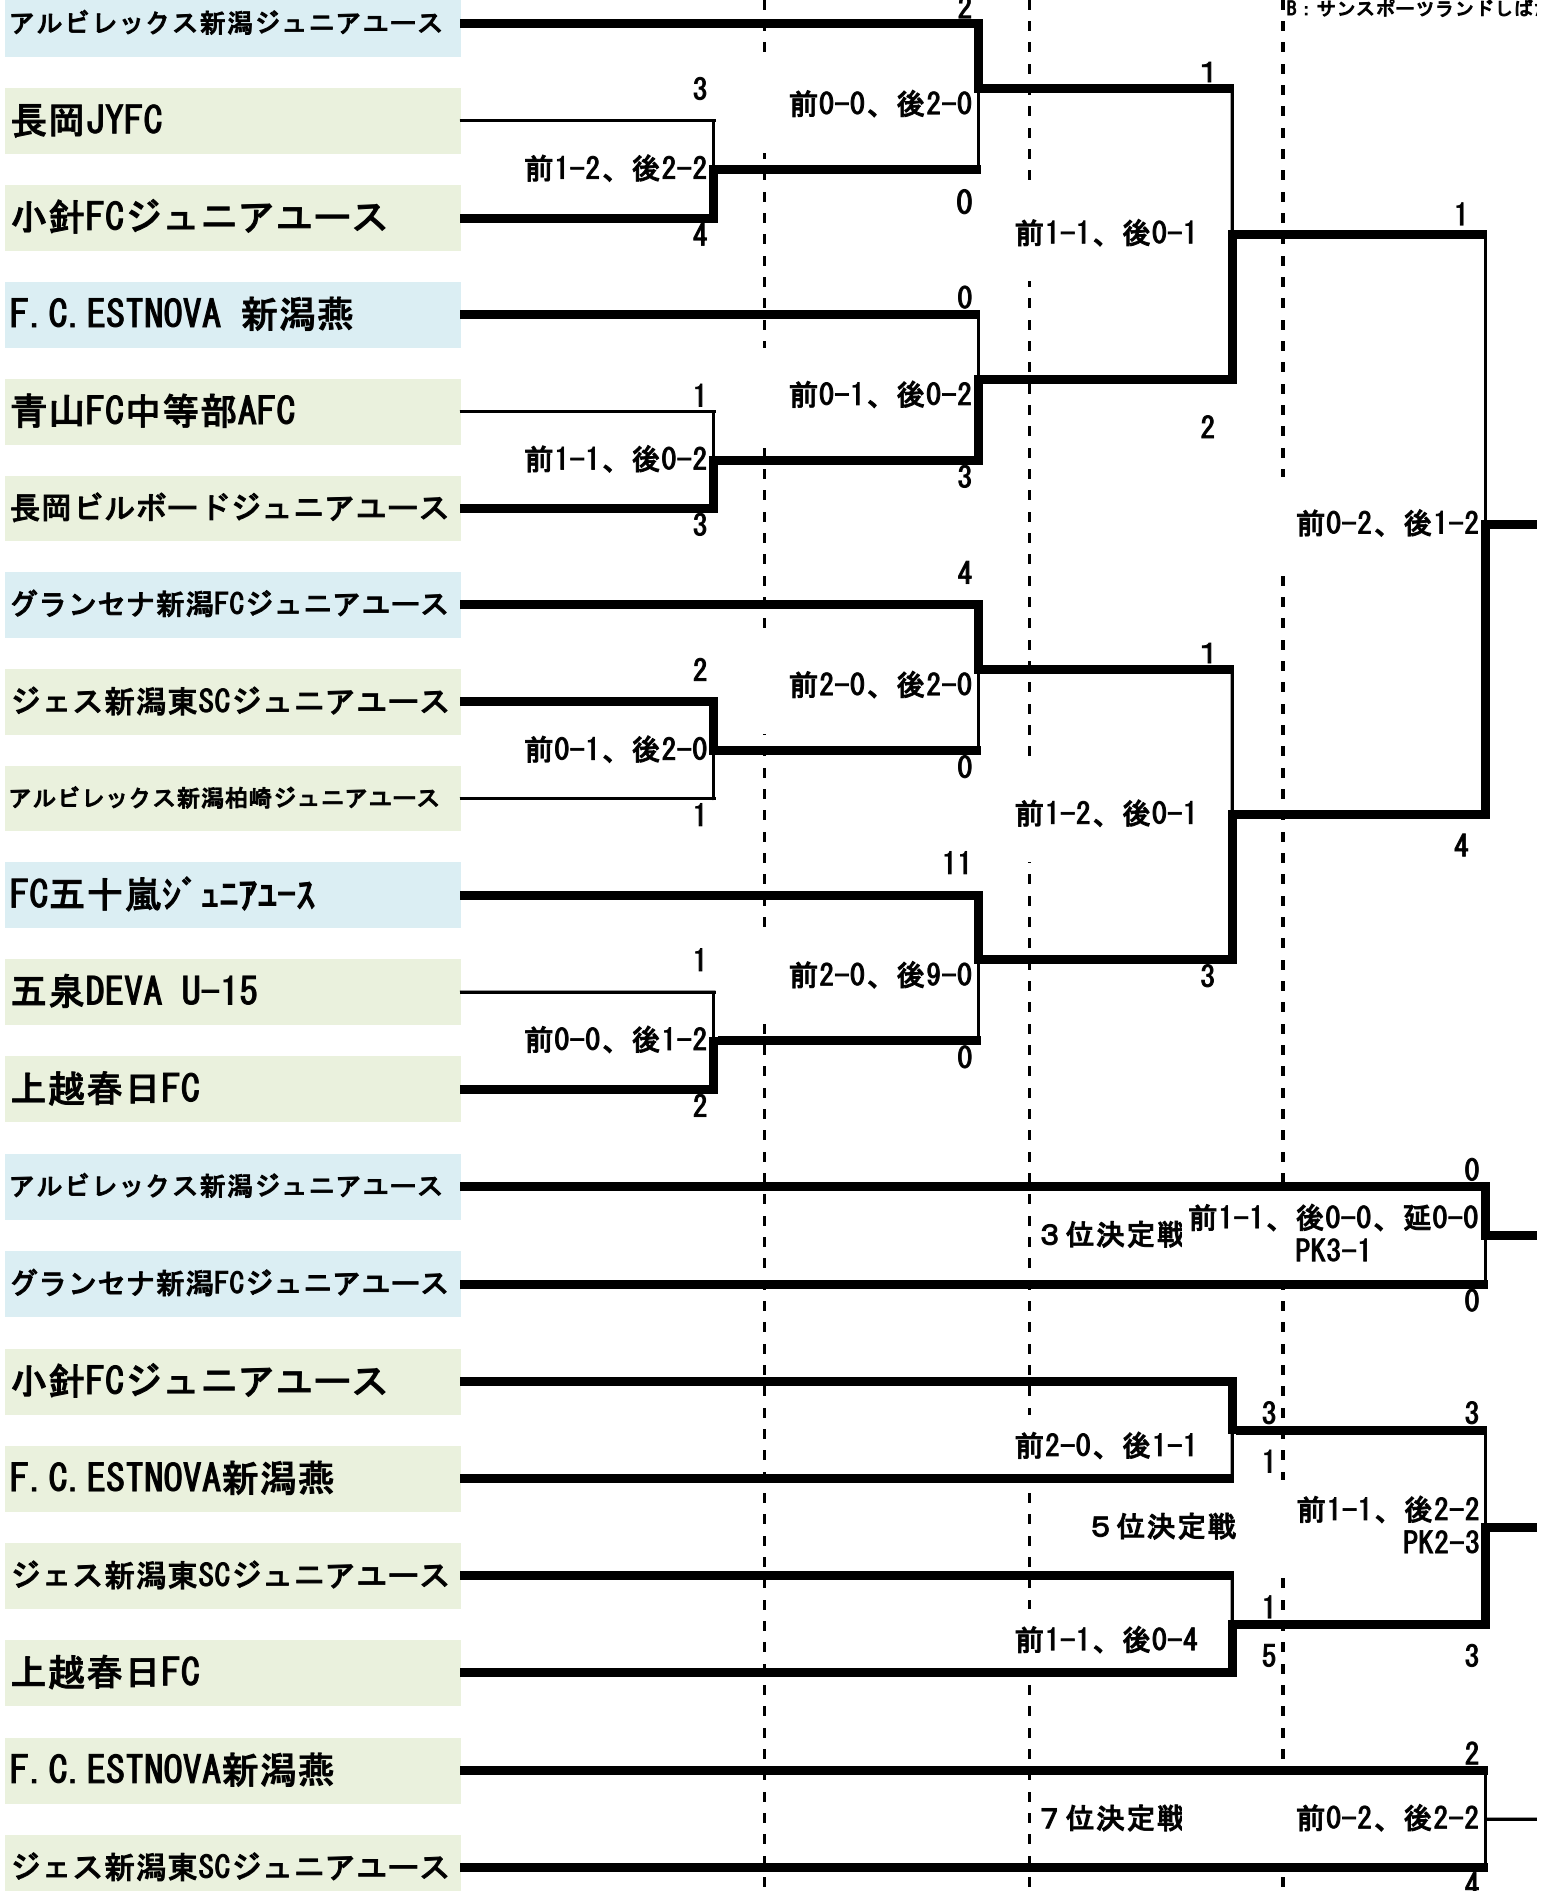 アルビレックス新潟ジュニアユース
2
B：サンスポーツランドしば
1
3
長岡JYFC
前0-0、後2-0
前1-2、後2-2
小針FCジュニアユース
0
4
前1-1、後0-1
1
F.C.ESTNOVA 新潟燕
0
青山FC中等部AFC
1
前0-1、後0-2
2
前1-1、後0-2
長岡ビルボードジュニアユース
3
3
前0-2、後1-2
グランセナ新潟FCジュニアユース
4
1
ジェス新潟東SCジュニアユース
2
前2-0、後2-0
前0-1、後2-0
0
アルビレックス新潟柏崎ジュニアユース
1
前1-2、後0-1
4
FC五十嵐ｼﾞｭﾆｱﾕｰｽ
11
五泉DEVA U-15
1
前2-0、後9-0
3
前0-0、後1-2
0
上越春日FC
2
アルビレックス新潟ジュニアユース
0
３位決定戦
前1-1、後0-0、延0-0
PK3-1
グランセナ新潟FCジュニアユース
0
小針FCジュニアユース
3
3
前2-0、後1-1
1
F.C.ESTNOVA新潟燕
５位決定戦
前1-1、後2-2
PK2-3
ジェス新潟東SCジュニアユース
1
前1-1、後0-4
5
3
上越春日FC
F.C.ESTNOVA新潟燕
2
７位決定戦
前0-2、後2-2
ジェス新潟東SCジュニアユース
4